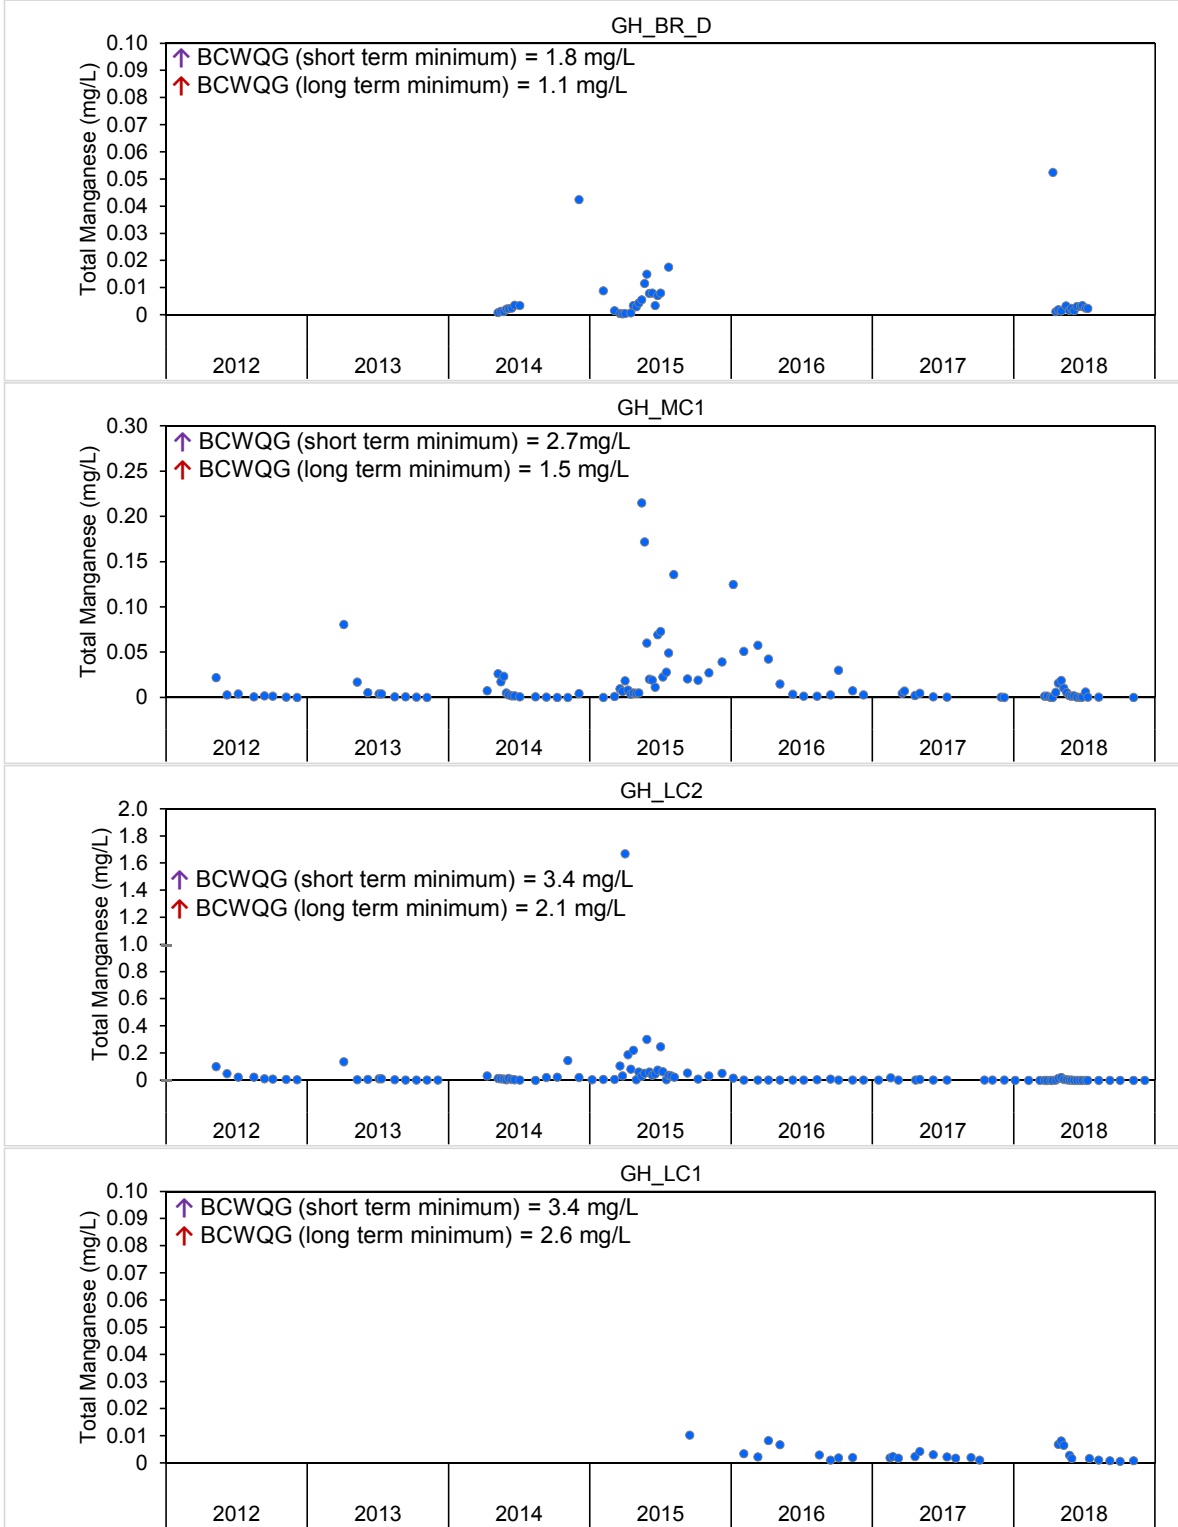 GH_BR_D
↑ BCWQG (short term minimum) = 1.8 mg/L
↑ BCWQG (long term minimum) = 1.1 mg/L
Total Manganese (mg/L)
0.10
0.09
0.08
0.07
0.06
0.05
0.04
0.03
0.02
0.01
0
2012 2013 2014 2015 2016 2017 2018
GH_MC1
↑ BCWQG (short term minimum) = 2.7mg/L
↑ BCWQG (long term minimum) = 1.5 mg/L
Total Manganese (mg/L)
0.30
0.25
0.20
0.15
0.10
0.05
0
2012 2013 2014 2015 2016 2017 2018
GH_LC2
↑ BCWQG (short term minimum) = 3.4 mg/L
↑ BCWQG (long term minimum) = 2.1 mg/L
Total Manganese (mg/L)
2.0
1.8
1.6
1.4
1.2
1.0
0.8
0.6
0.4
0.2
0
2012 2013 2014 2015 2016 2017 2018
GH_LC1
↑ BCWQG (short term minimum) = 3.4 mg/L
↑ BCWQG (long term minimum) = 2.6 mg/L
Total Manganese (mg/L)
0.10
0.09
0.08
0.07
0.06
0.05
0.04
0.03
0.02
0.01
0
2012 2013 2014 2015 2016 2017 2018